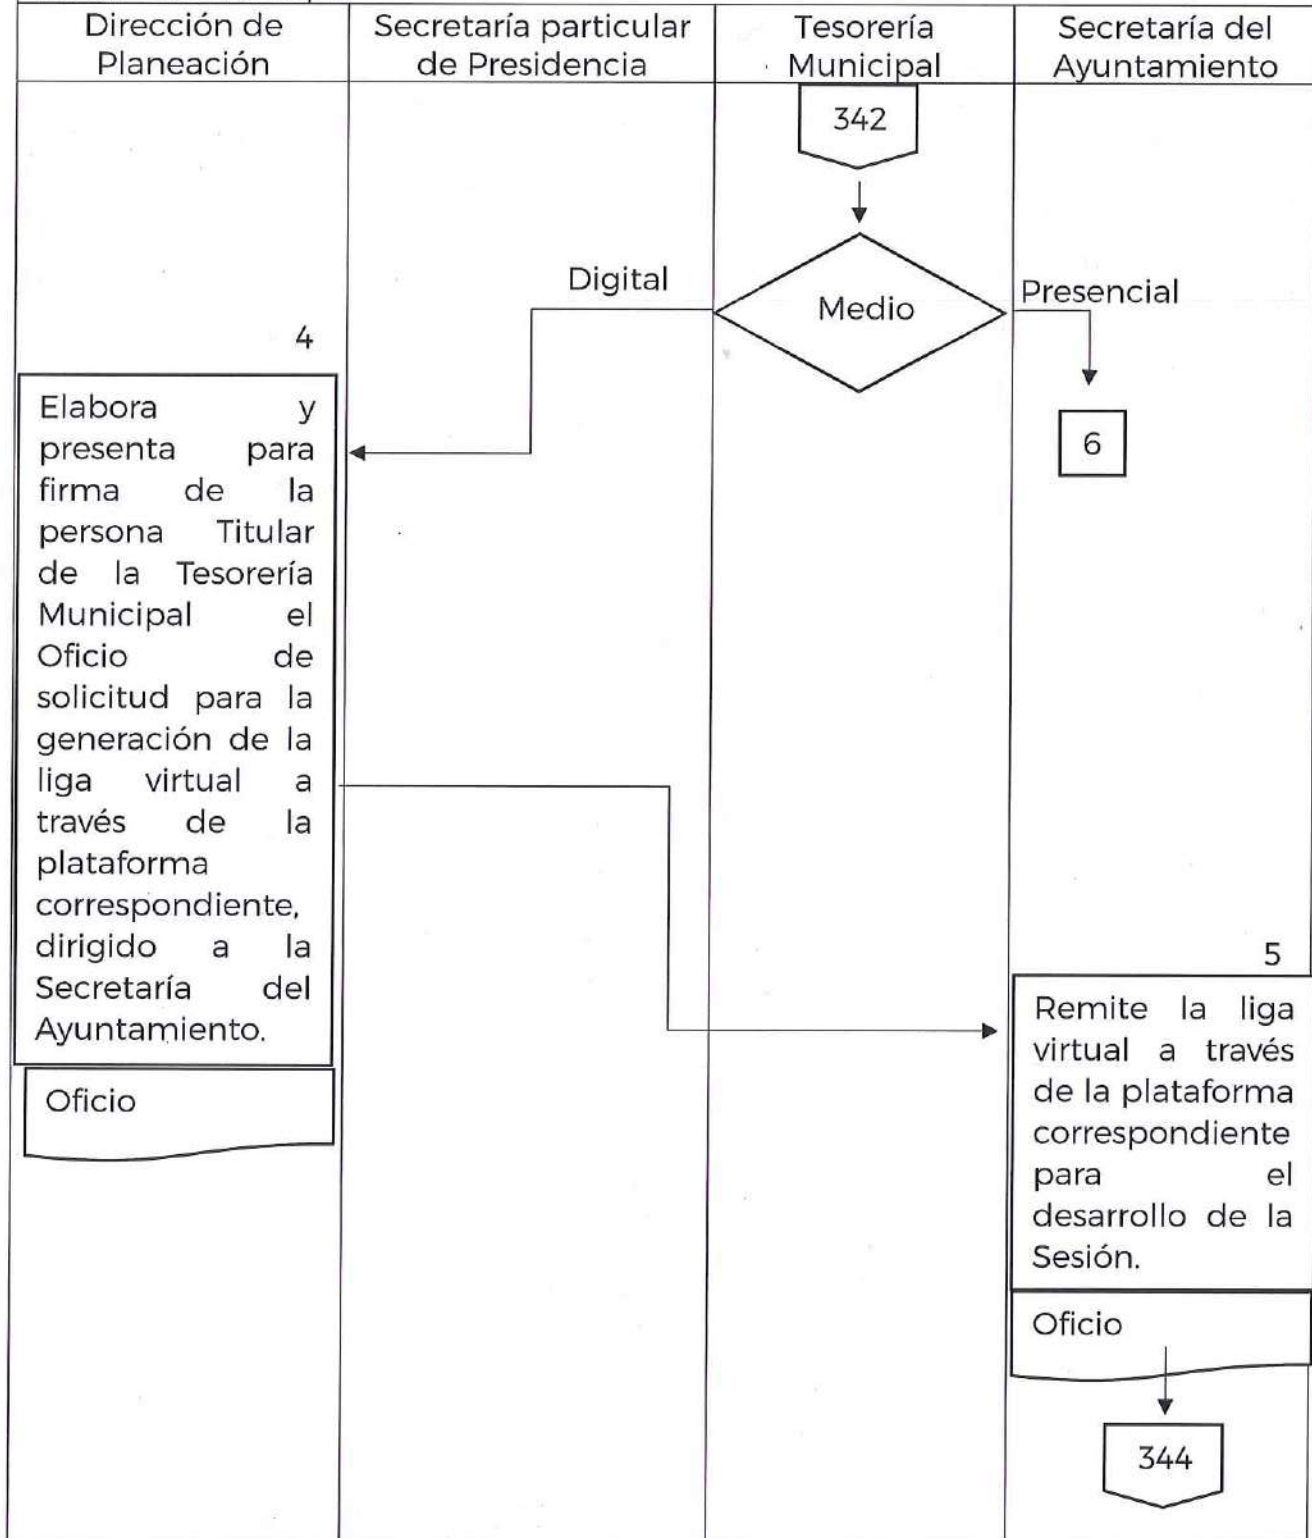 Dirección de
Planeación
Secretaría particular
de Presidencia
Tesorería
Municipal
Secretaría del
Ayuntamiento
342
Medio
Digital
Presencial
6
4
Elabora y
presenta para
firma de la
persona Titular
de la Tesorería
Municipal el
Oficio de
solicitud para la
generación de la
liga virtual a
través de la
plataforma
correspondiente,
dirigido a la
Secretaría del
Ayuntamiento.
Oficio
5
Remite la liga
virtual a través
de la plataforma
correspondiente
para el
desarrollo de la
Sesión.
Oficio
344